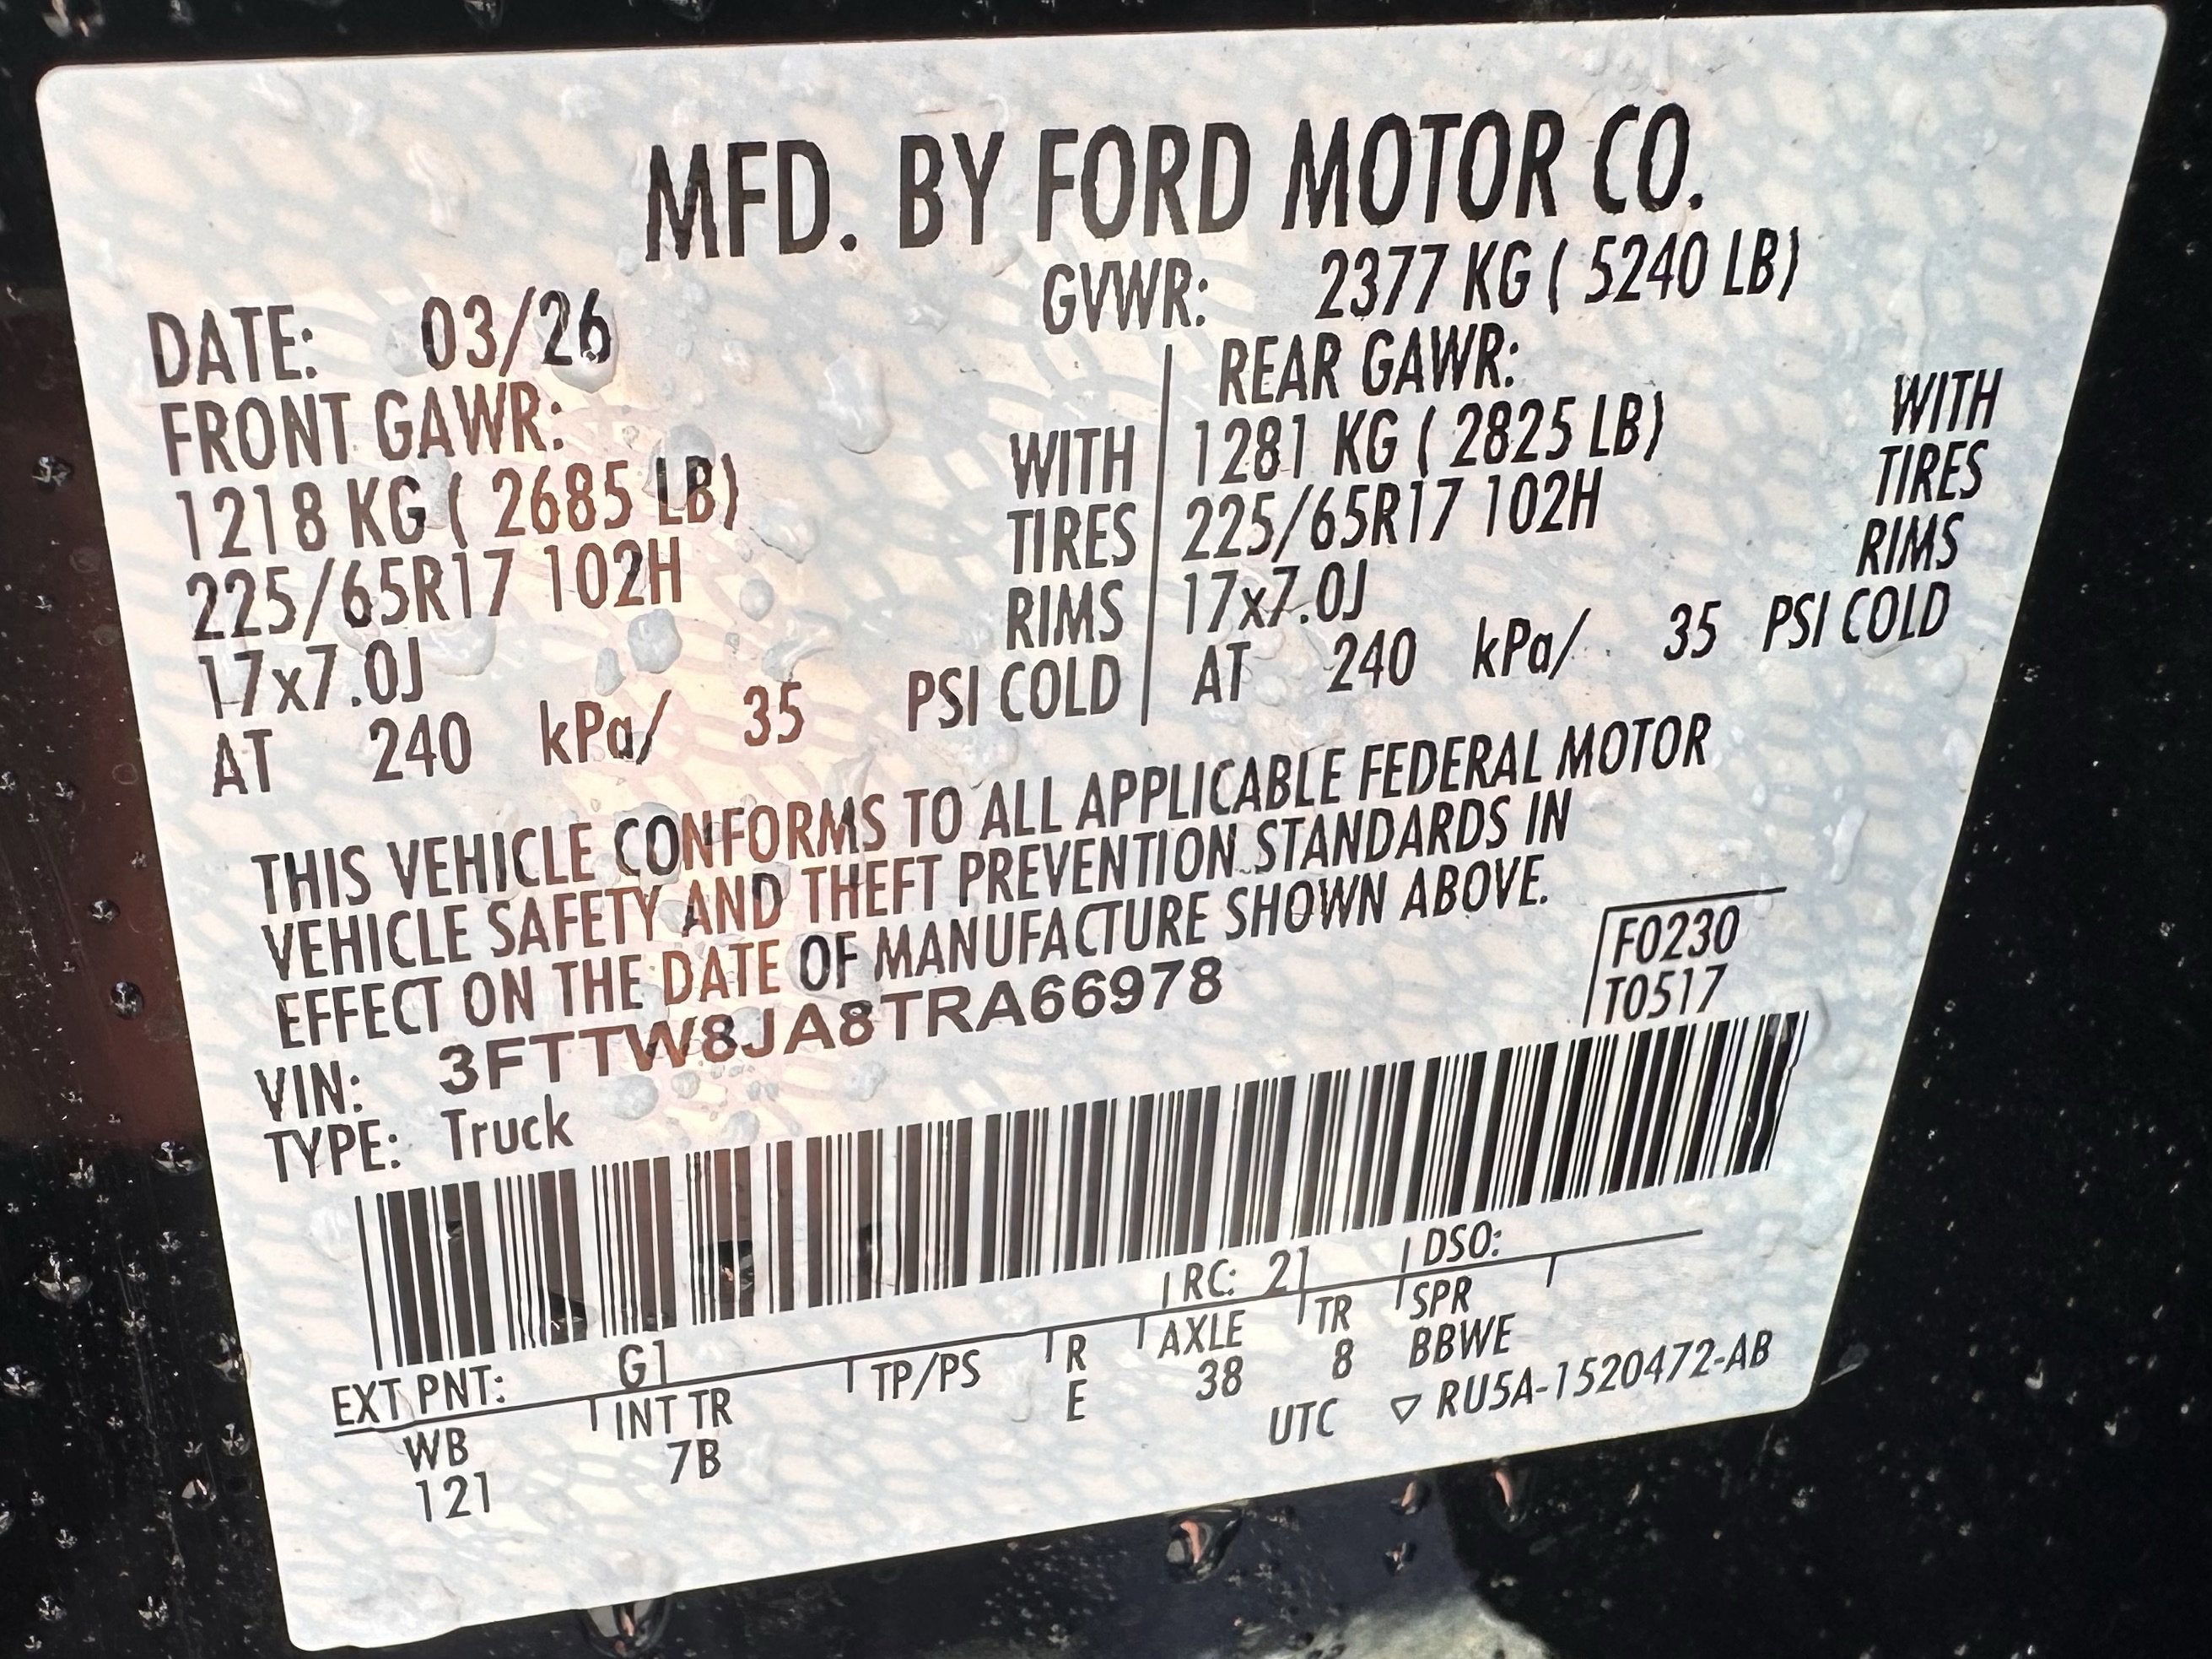 MFD. BY FORD MOTOR CO.
DATE: 03/26 GVWR: 2377 KG ( 5240 LB)
FRONT GAWR: REAR GAWR:
1218 KG ( 2685 LB) WITH 1281 KG ( 2825 LB) WITH
225/65R17 102H TIRES 225/65R17 102H TIRES
17x7.0J RIMS 17x7.0J RIMS
AT 240 kPa/ 35 PSI COLD AT 240 kPa/ 35 PSI COLD
THIS VEHICLE CONFORMS TO ALL APPLICABLE FEDERAL MOTOR
VEHICLE SAFETY AND THEFT PREVENTION STANDARDS IN
EFFECT ON THE DATE OF MANUFACTURE SHOWN ABOVE.
VIN: 3FTTW8JA8TRA66978 F0230
TYPE: Truck T0517
EXT PNT: G1 RC: 21 DSO:
WB INT TR TP/PS R AXLE TR SPR
121 7B E 38 8 BBWE
UTC ▽ RU5A-1520472-AB